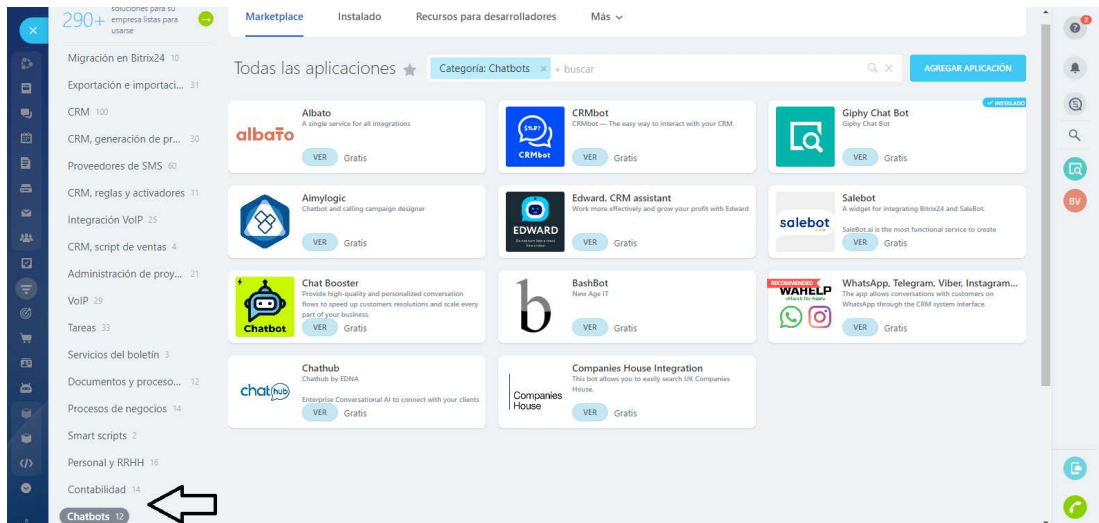 soluciones para su
290+ empresa listas para
usarse
Migración en Bitrix24 10
Exportación e importaci... 31
CRM 100
CRM, generación de pr... 30
Proveedores de SMS 60
CRM, reglas y activadores 11
Integración VoIP 25
CRM, script de ventas 4
Administración de proy... 21
VoIP 29
Tareas 33
Servicios del boletín 3
Documentos y proceso... 12
Procesos de negocios 14
Smart scripts 2
Personal y RRHH 16
Contabilidad 14
Chatbots 12
Marketplace Instalado Recursos para desarrolladores Más
Todas las aplicaciones Categoría: Chatbots × + buscar AGREGAR APLICACIÓN
albato
Albato
A single service for all integrations
VER Gratis
CRMbot
CRMbot
CRMbot — The easy way to interact with your CRM.
VER Gratis
INSTALADO
Giphy Chat Bot
Giphy Chat Bot
VER Gratis
Aimylogic
Chatbot and calling campaign designer
VER Gratis
EDWARD
Edward. CRM assistant
Work more effectively and grow your profit with Edward
VER Gratis
salebot
Salebot
A widget for integrating Bitrix24 and SaleBot.
SaleBot.ai is the most functional service to create
VER Gratis
Chatbot
Chat Booster
Provide high-quality and personalized conversation
flows to speed up customers resolutions and scale every
part of your business.
VER Gratis
b
BashBot
New Age IT
VER Gratis
RECOMMENDED
WAHELP
WhatsApp, Telegram, Viber, Instagram...
The app allows conversations with customers on
WhatsApp through the CRM system interface.
VER Gratis
chathub
Chathub
Chathub by EDNA
Enterprise Conversational AI to connect with your clients
VER Gratis
Companies
House
Companies House Integration
This bot allows you to easily search UK Companies
House.
VER Gratis
2
BV